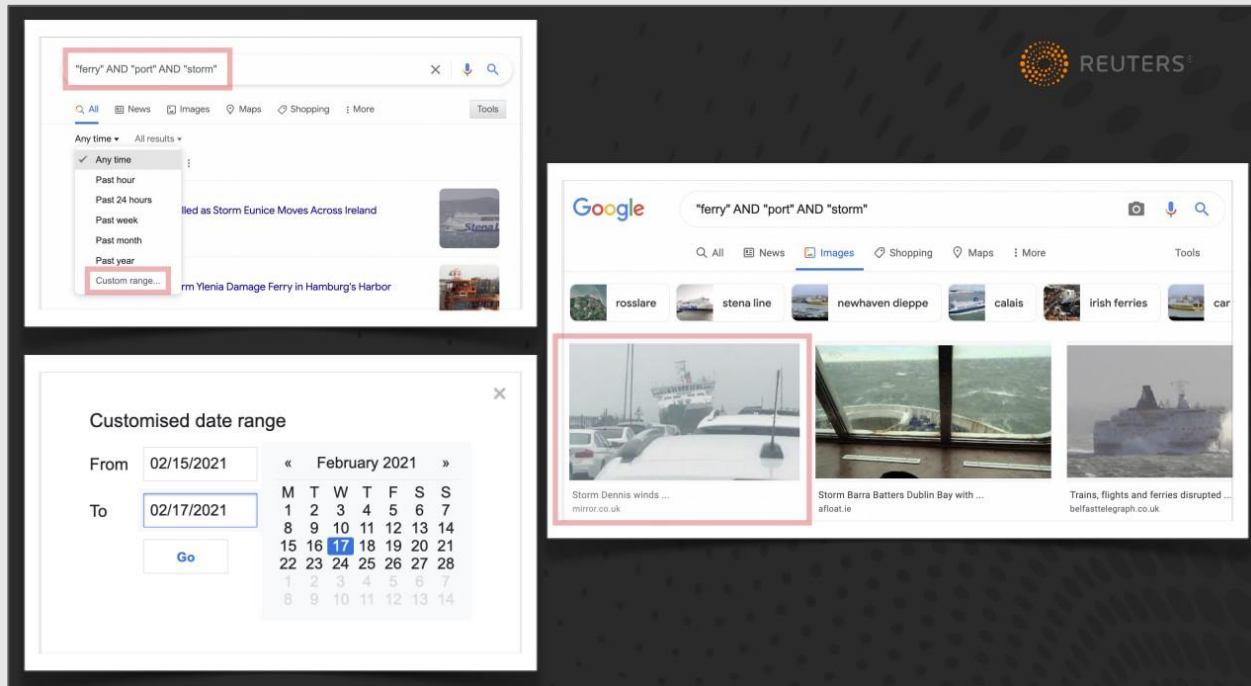 "ferry" AND "port" AND "storm"
All News Images Maps Shopping More Tools
Any time All results
Any time
Past hour
Past 24 hours
lled as Storm Eunice Moves Across Ireland
Past week
Stena L
Past month
Past year
Custom range...
rm Ylenia Damage Ferry in Hamburg's Harbor
Customised date range
From 02/15/2021
To 02/17/2021
Go
« February 2021 »
M T W T F S S
1 2 3 4 5 6 7
8 9 10 11 12 13 14
15 16 17 18 19 20 21
22 23 24 25 26 27 28
1 2 3 4 5 6 7
8 9 10 11 12 13 14
REUTERS
Google "ferry" AND "port" AND "storm"
All News Images Shopping Maps More Tools
rosslare stena line newhaven dieppe calais irish ferries car
Storm Dennis winds ...
mirror.co.uk
Storm Barra Batters Dublin Bay with ...
afloat.ie
Trains, flights and ferries disrupted ...
belfasttelegraph.co.uk